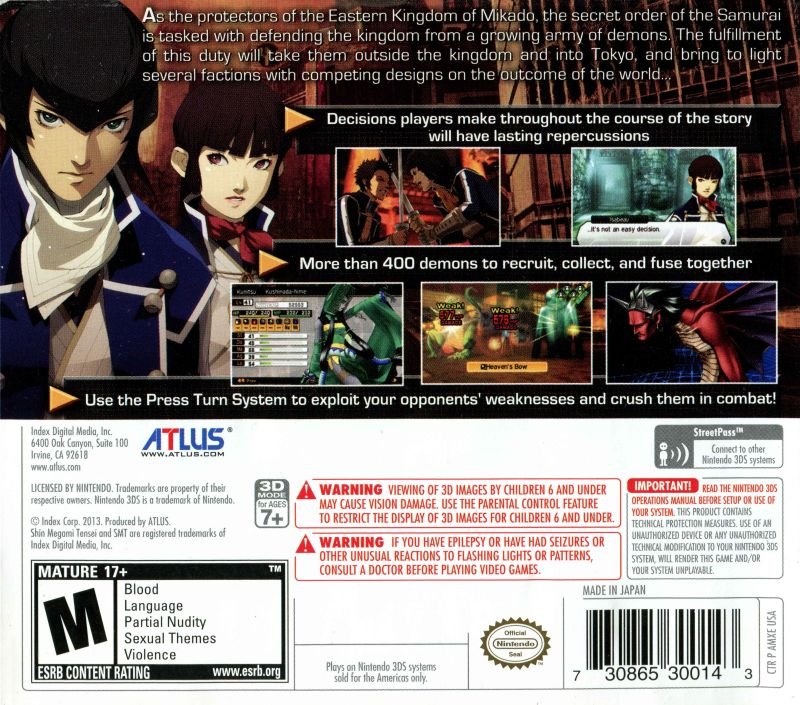 As the protectors of the Eastern Kingdom of Mikado, the secret order of the Samurai
is tasked with defending the kingdom from a growing army of demons. The fulfillment
of this duty will take them outside the kingdom and into Tokyo, and bring to light
several factions with competing designs on the outcome of the world...
Decisions players make throughout the course of the story
will have lasting repercussions
Isabeau
..It's not an easy decision.
More than 400 demons to recruit, collect, and fuse together
Kunitsu Kushinada-Hime
Weak!
Weak!
Heaven's Bow
Use the Press Turn System to exploit your opponents' weaknesses and crush them in combat!
Index Digital Media, Inc.
6400 Oak Canyon, Suite 100
Irvine, CA 92618
www.atlus.com
ATLUS®
WWW.ATLUS.COM
StreetPass™
Connect to other
Nintendo 3DS systems
LICENSED BY NINTENDO. Trademarks are property of their
respective owners. Nintendo 3DS is a trademark of Nintendo.
© Index Corp. 2013. Produced by ATLUS.
Shin Megami Tensei and SMT are registered trademarks of
Index Digital Media, Inc.
3D
MODE
for AGES
7+
WARNING VIEWING OF 3D IMAGES BY CHILDREN 6 AND UNDER
MAY CAUSE VISION DAMAGE. USE THE PARENTAL CONTROL FEATURE
TO RESTRICT THE DISPLAY OF 3D IMAGES FOR CHILDREN 6 AND UNDER.
WARNING IF YOU HAVE EPILEPSY OR HAVE HAD SEIZURES OR
OTHER UNUSUAL REACTIONS TO FLASHING LIGHTS OR PATTERNS,
CONSULT A DOCTOR BEFORE PLAYING VIDEO GAMES.
IMPORTANT! READ THE NINTENDO 3DS
OPERATIONS MANUAL BEFORE SETUP OR USE OF
YOUR SYSTEM. THIS PRODUCT CONTAINS
TECHNICAL PROTECTION MEASURES. USE OF AN
UNAUTHORIZED DEVICE OR ANY UNAUTHORIZED
TECHNICAL MODIFICATION TO YOUR NINTENDO 3DS
SYSTEM, WILL RENDER THIS GAME AND/OR
YOUR SYSTEM UNPLAYABLE.
MATURE 17+ TM
M
Blood
Language
Partial Nudity
Sexual Themes
Violence
ESRB CONTENT RATING www.esrb.org
Plays on Nintendo 3DS systems
sold for the Americas only.
Official
Nintendo
Seal
MADE IN JAPAN
7 30865 30014 3
CTR P AMXE USA